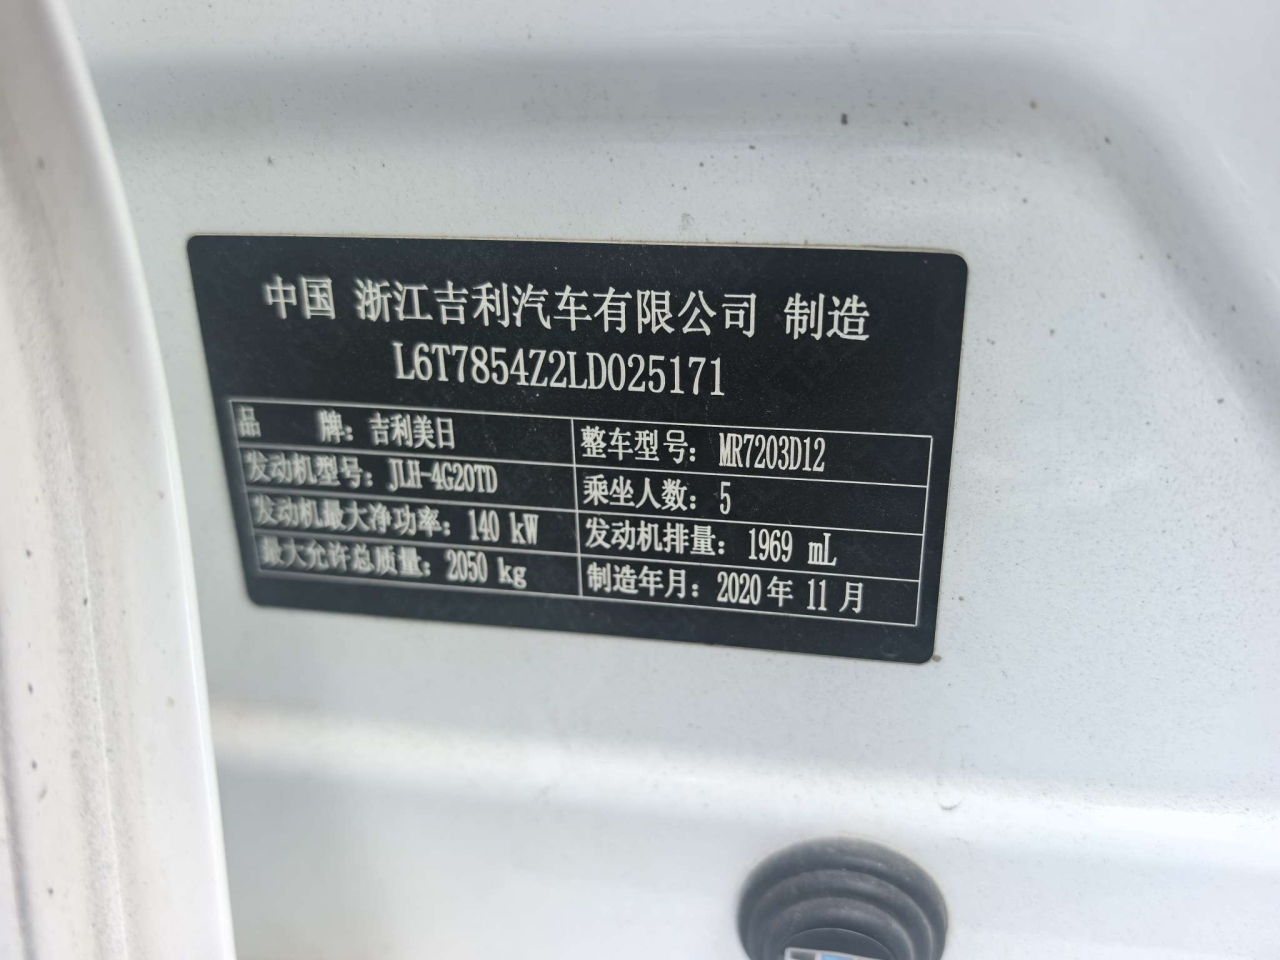 中国 浙江吉利汽车有限公司 制造
L6T7854Z2LD025171
品 牌：吉利美日 整车型号：MR7203D12
发动机型号：JLH-4G20TD 乘坐人数：5
发动机最大净功率：140 kW 发动机排量：1969 mL
最大允许总质量：2050 kg 制造年月：2020年 11月